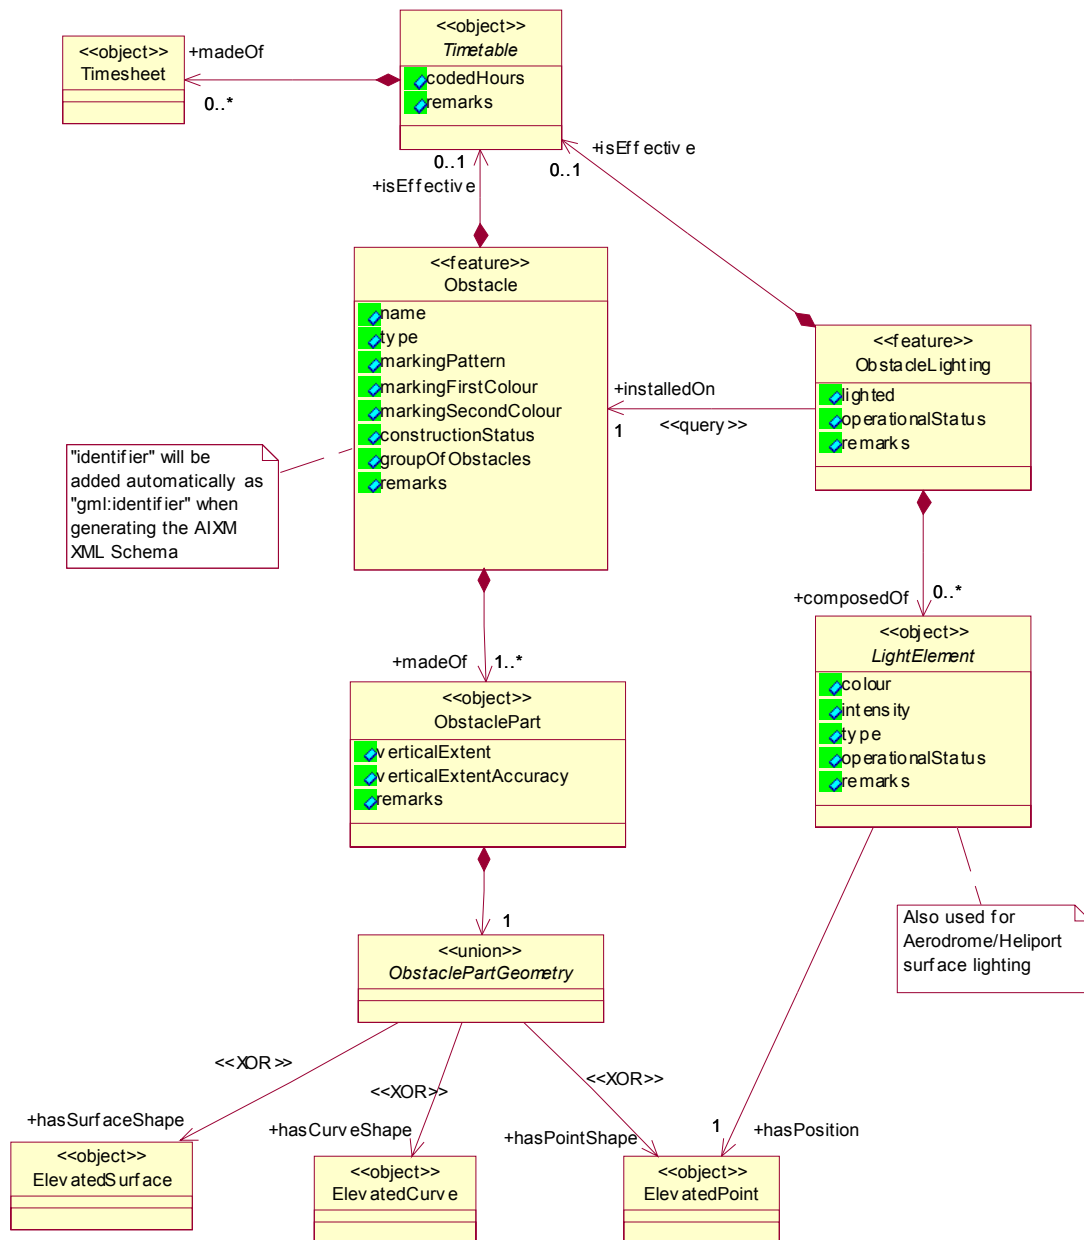 <<object>>
Timesheet
+madeOf
0..*
<<object>>
Timetable
codedHours
remarks
0..1
+isEffective
+isEffective
0..1
<<feature>>
Obstacle
name
type
markingPattern
markingFirstColour
markingSecondColour
constructionStatus
groupOfObstacles
remarks
"identifier" will be
added automatically as
"gml:identifier" when
generating the AIXM
XML Schema
+installedOn
1
<<query>>
<<feature>>
ObstacleLighting
lighted
operationalStatus
remarks
+composedOf
0..*
+madeOf
1..*
<<object>>
ObstaclePart
verticalExtent
verticalExtentAccuracy
remarks
<<object>>
LightElement
colour
intensity
type
operationalStatus
remarks
1
<<union>>
ObstaclePartGeometry
Also used for
Aerodrome/Heliport
surface lighting
<<XOR>>
<<XOR>>
<<XOR>>
+hasSurfaceShape
+hasCurveShape
+hasPointShape
1
+hasPosition
<<object>>
ElevatedSurface
<<object>>
ElevatedCurve
<<object>>
ElevatedPoint